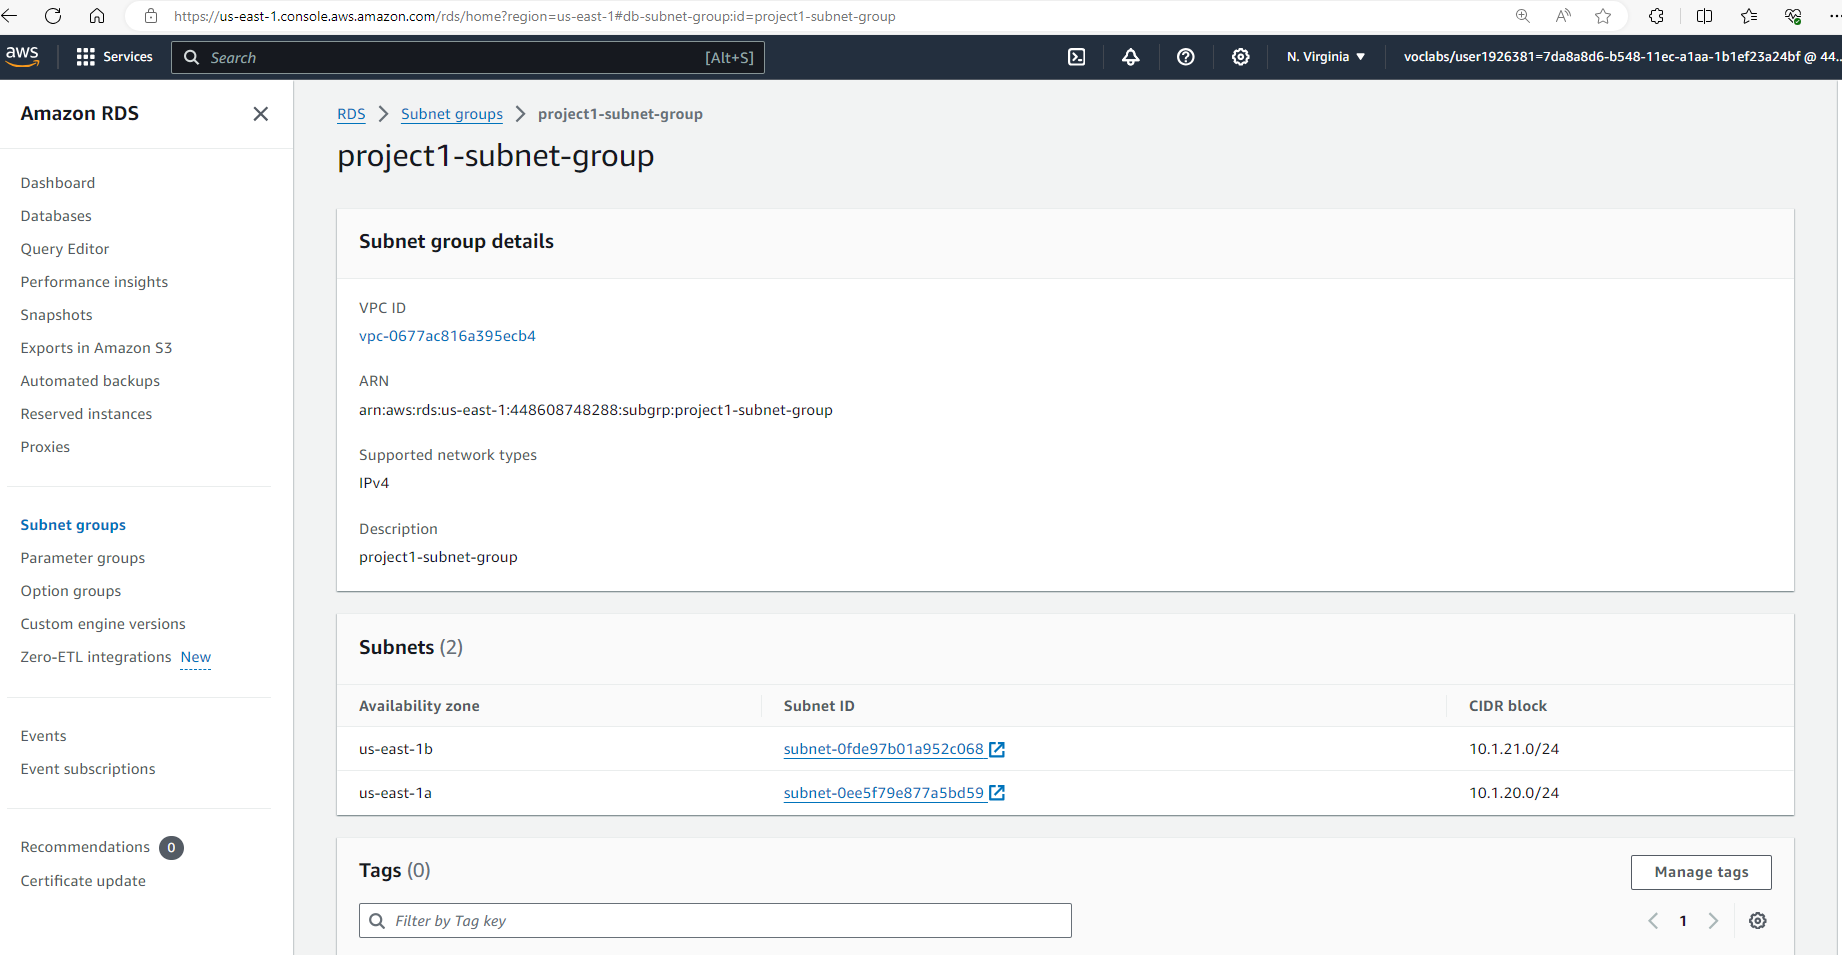 https://us-east-1.console.aws.amazon.com/rds/home?region=us-east-1#db-subnet-group:id=project1-subnet-group
aws
Services
Search
[Alt+S]
N. Virginia ▼
voclabs/user1926381=7da8a8d6-b548-11ec-a1aa-1b1ef23a24bf @ 44...
Amazon RDS
Dashboard
Databases
Query Editor
Performance insights
Snapshots
Exports in Amazon S3
Automated backups
Reserved instances
Proxies
Subnet groups
Parameter groups
Option groups
Custom engine versions
Zero-ETL integrations New
Events
Event subscriptions
Recommendations 0
Certificate update
RDS > Subnet groups > project1-subnet-group
project1-subnet-group
Subnet group details
VPC ID
vpc-0677ac816a395ecb4
ARN
arn:aws:rds:us-east-1:448608748288:subgrp:project1-subnet-group
Supported network types
IPv4
Description
project1-subnet-group
Subnets (2)
Availability zone Subnet ID CIDR block
us-east-1b subnet-0fde97b01a952c068 10.1.21.0/24
us-east-1a subnet-0ee5f79e877a5bd59 10.1.20.0/24
Tags (0)
Manage tags
Filter by Tag key
1